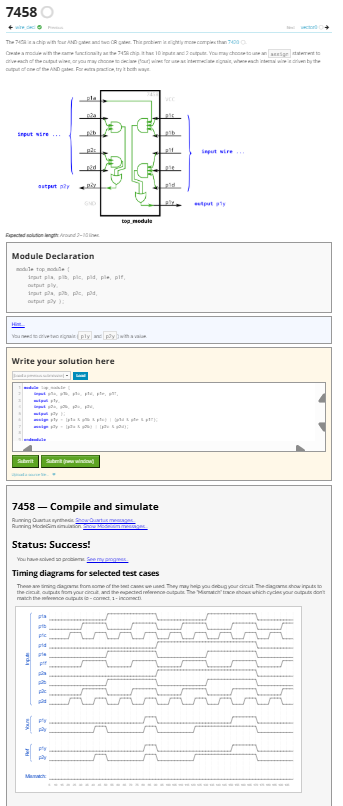 7458
← wire_decl Previous
Next vector0 →
The 7458 is a chip with four AND gates and two OR gates. This problem is slightly more complex than 7420
Create a module with the same functionality as the 7458 chip. It has 10 inputs and 2 outputs. You may choose to use an assign statement
to drive each of the output wires, or you may choose to declare (four) wires for use as intermediate signals, where each internal wire is driven by the
output of one of the AND gates. For extra practice, try it both ways.
p1a
p2a
p1c
p2b
p1b
input wire ...
p2c
p1f
input wire ...
p2d
p1e
output p2y
p2y
p1d
p1y
output p1y
top_module
Expected solution length: Around 2–10 lines.
Module Declaration
module top_module (
input p1a, p1b, p1c, p1d, p1e, p1f,
output p1y,
input p2a, p2b, p2c, p2d,
output p2y );
Hint...
You need to drive two signals ( p1y and p2y ) with a value.
Write your solution here
Load
1 module top_module (
2 input p1a, p1b, p1c, p1d, p1e, p1f,
3 output p1y,
4 input p2a, p2b, p2c, p2d,
5 output p2y );
endmodule
Submit Submit (new window)
Upload a source file...
7458 — Compile and simulate
Running Quartus synthesis. Show Quartus messages...
Running ModelSim simulation. Show Modelsim messages...
Status: Success!
You have solved 10 problems. See my progress...
Timing diagrams for selected test cases
These are timing diagrams from some of the test cases we used. They may help you debug your circuit. The diagrams show inputs to
the circuit, outputs from your circuit, and the expected reference outputs. The "Mismatch" trace shows which cycles your outputs don't
match the reference outputs (0 = correct, 1 = incorrect).
Inputs
p1a
p1b
p1c
p1d
p1e
p1f
p2a
p2b
p2c
p2d
Yours
p1y
p2y
Ref
p1y
p2y
Mismatch